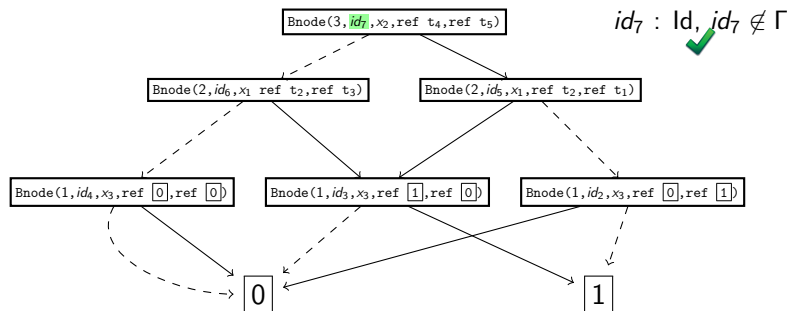 Bnode(3,id₇,x₂,ref t₄,ref t₅)
id₇ : Id, id₇ ∉ Γ
Bnode(2,id₆,x₁ ref t₂,ref t₃)
Bnode(2,id₅,x₁,ref t₂,ref t₁)
Bnode(1,id₄,x₃,ref 0,ref 0)
Bnode(1,id₃,x₃,ref 1,ref 0)
Bnode(1,id₂,x₃,ref 0,ref 1)
0
1